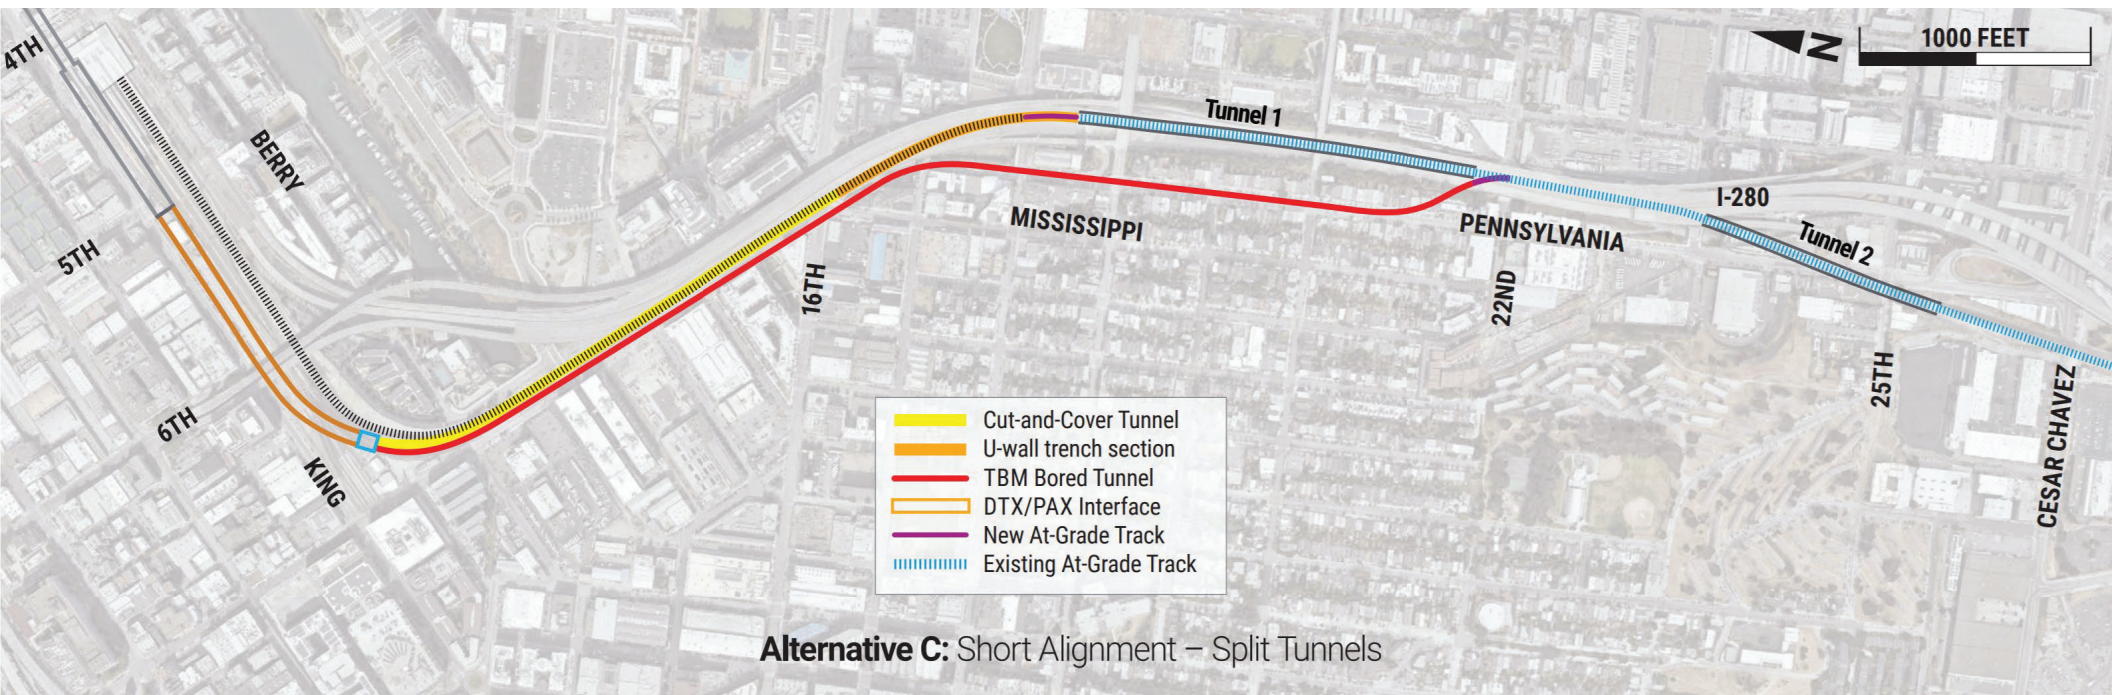 4TH
BERRY
5TH
6TH
KING
16TH
MISSISSIPPI
Tunnel 1
PENNSYLVANIA
22ND
I-280
Tunnel 2
25TH
CESAR CHAVEZ
N
1000 FEET
Cut-and-Cover Tunnel
U-wall trench section
TBM Bored Tunnel
DTX/PAX Interface
New At-Grade Track
Existing At-Grade Track
Alternative C: Short Alignment – Split Tunnels